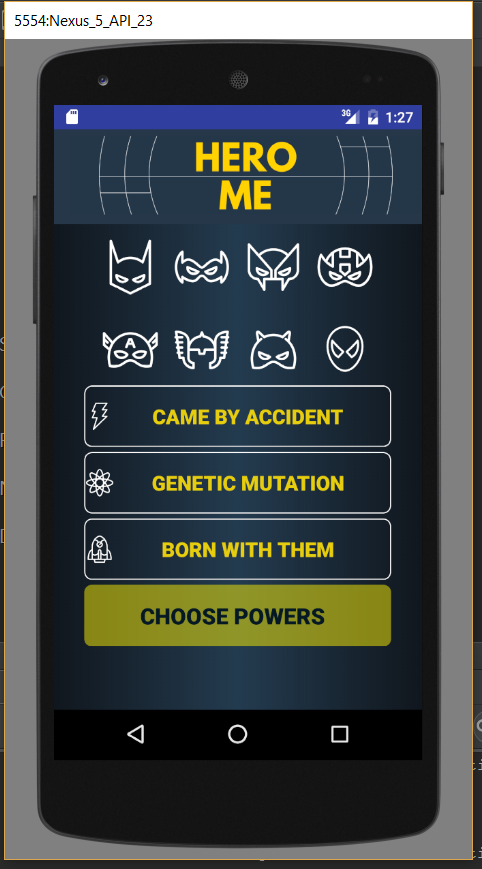 5554:Nexus_5_API_23
3G 1:27
HERO
ME
A
CAME BY ACCIDENT
GENETIC MUTATION
BORN WITH THEM
CHOOSE POWERS